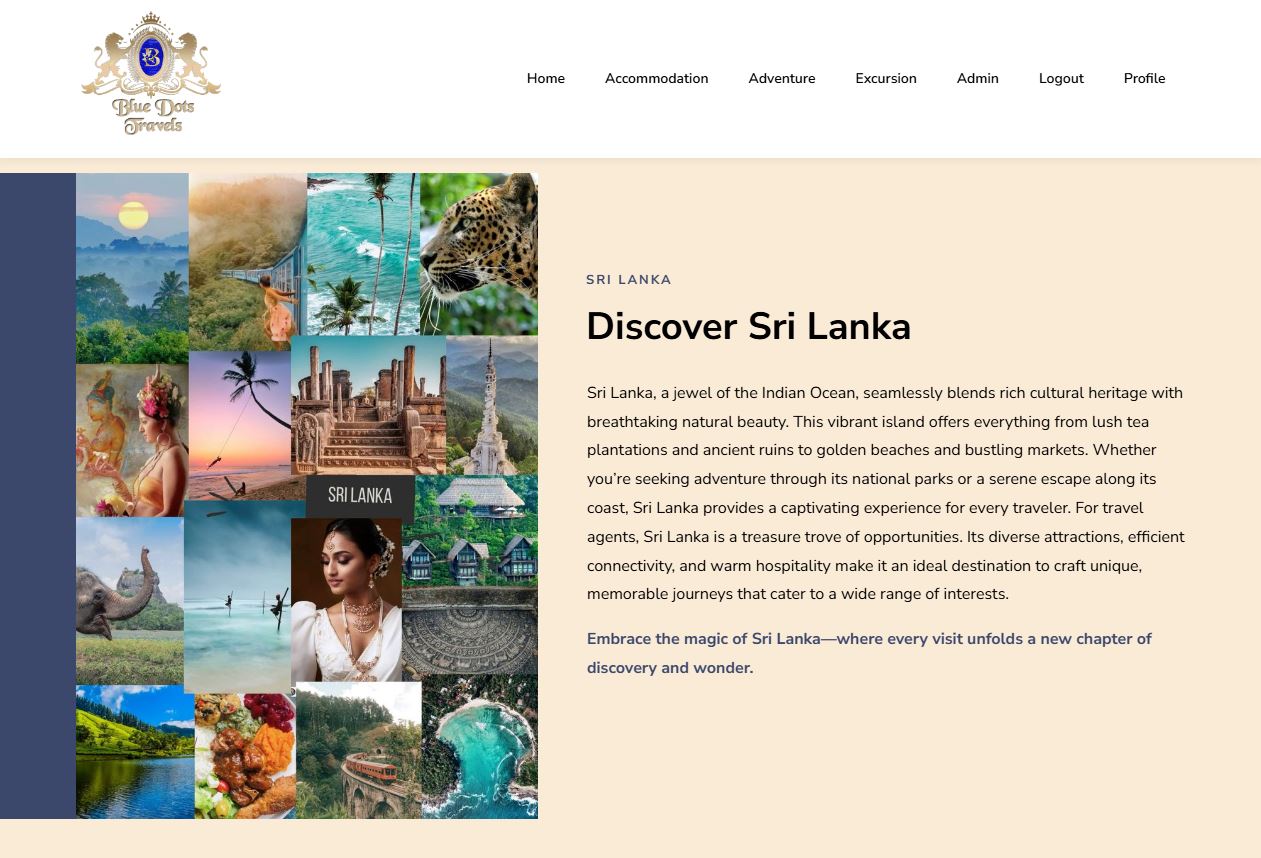 B
Blue Dots
Travels
Home Accommodation Adventure Excursion Admin Logout Profile
SRI LANKA
SRI LANKA
Discover Sri Lanka
Sri Lanka, a jewel of the Indian Ocean, seamlessly blends rich cultural heritage with
breathtaking natural beauty. This vibrant island offers everything from lush tea
plantations and ancient ruins to golden beaches and bustling markets. Whether
you’re seeking adventure through its national parks or a serene escape along its
coast, Sri Lanka provides a captivating experience for every traveler. For travel
agents, Sri Lanka is a treasure trove of opportunities. Its diverse attractions, efficient
connectivity, and warm hospitality make it an ideal destination to craft unique,
memorable journeys that cater to a wide range of interests.
Embrace the magic of Sri Lanka—where every visit unfolds a new chapter of
discovery and wonder.